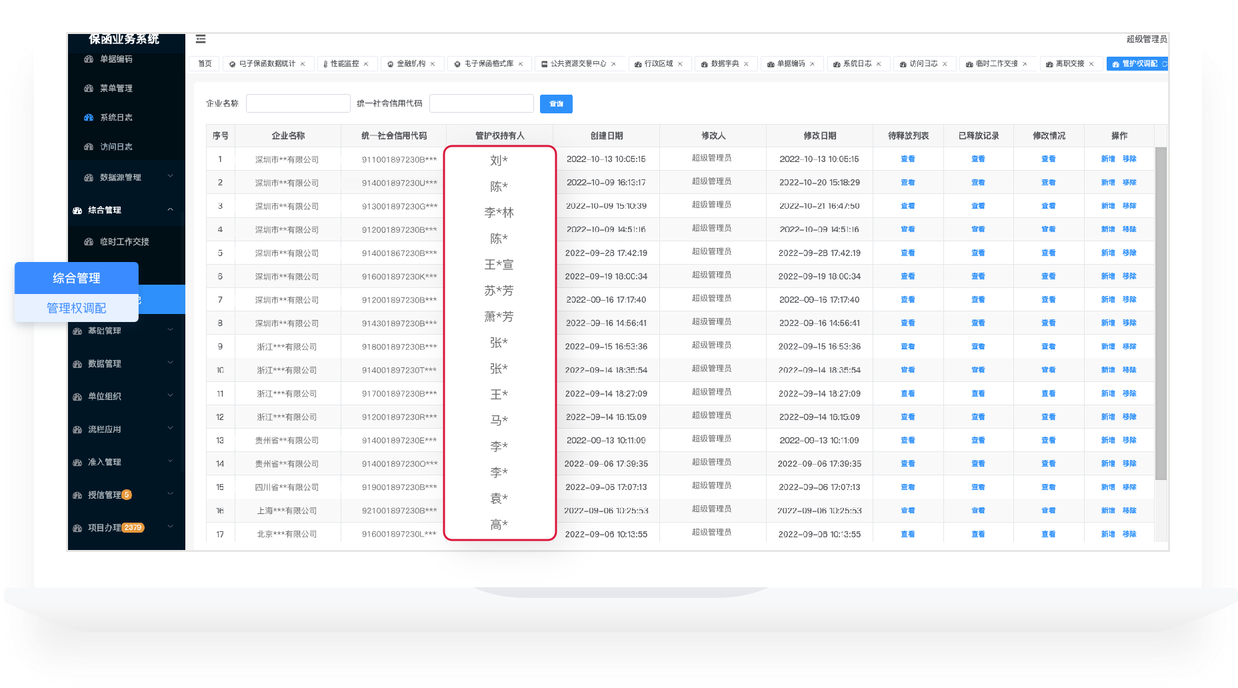 保函业务系统
超级管理员
首页 电子保函数据统计 × 性能监控 × 金融机构 × 电子保函格式库 × 公共资源交易中心 × 行政区域 × 数据字典 × 单据编码 × 系统日志 × 访问日志 × 临时工作交接 × 离职交接 × 管护权调配
单据编码
菜单管理
系统日志
访问日志
数据源管理
综合管理
临时工作交接
综合管理
管理权调配
基础管理
数据管理
单位组织
流程应用
准入管理
授信管理 6
项目办理 2379
企业名称 统一社会信用代码 查询
序号 企业名称 统一社会信用代码 管护权持有人 创建日期 修改人 修改日期 待释放列表 已释放记录 修改情况 操作
1 深圳市**有限公司 911001897230B*** 刘* 2022-10-13 10:05:16 超级管理员 2022-10-13 10:05:16 查看 查看 查看 新增 移除
2 深圳市**有限公司 914001897230U*** 陈* 2022-10-09 16:13:17 超级管理员 2022-10-20 15:18:29 查看 查看 查看 新增 移除
3 深圳市**有限公司 913001897230G*** 李*林 2022-10-09 15:10:39 超级管理员 2022-10-21 16:47:50 查看 查看 查看 新增 移除
4 深圳市**有限公司 912001897230B*** 陈* 2022-10-09 14:51:16 超级管理员 2022-10-09 14:51:16 查看 查看 查看 新增 移除
5 深圳市**有限公司 914001867230B*** 王*宣 2022-09-28 17:42:19 超级管理员 2022-09-28 17:42:19 查看 查看 查看 新增 移除
6 深圳市**有限公司 916001897230K*** 苏*芳 2022-09-19 18:00:34 超级管理员 2022-09-19 18:00:34 查看 查看 查看 新增 移除
7 深圳市**有限公司 912001897230B*** 萧*芳 2022-09-16 17:17:40 超级管理员 2022-09-16 17:17:40 查看 查看 查看 新增 移除
8 深圳市**有限公司 914301897230B*** 张* 2022-09-16 14:56:41 超级管理员 2022-09-16 14:56:41 查看 查看 查看 新增 移除
9 浙江***有限公司 918001897230B*** 张* 2022-09-15 16:53:36 超级管理员 2022-09-15 16:53:36 查看 查看 查看 新增 移除
10 浙江***有限公司 914001897230T*** 王* 2022-09-14 18:35:54 超级管理员 2022-09-14 18:35:54 查看 查看 查看 新增 移除
11 浙江***有限公司 917001897230B*** 马* 2022-09-14 18:27:09 超级管理员 2022-09-14 18:27:09 查看 查看 查看 新增 移除
12 浙江***有限公司 912001897230B*** 李* 2022-09-14 16:15:09 超级管理员 2022-09-14 16:15:09 查看 查看 查看 新增 移除
13 贵州省**有限公司 914001897230E*** 李* 2022-09-13 10:11:09 超级管理员 2022-09-13 10:11:09 查看 查看 查看 新增 移除
14 贵州省**有限公司 914001897230O*** 袁* 2022-09-06 17:39:35 超级管理员 2022-09-06 17:39:35 查看 查看 查看 新增 移除
15 四川省**有限公司 919001897230B*** 高* 2022-09-06 17:07:13 超级管理员 2022-09-06 17:07:13 查看 查看 查看 新增 移除
16 上海***有限公司 921001897230B*** 2022-09-06 10:25:53 超级管理员 2022-09-06 10:25:53 查看 查看 查看 新增 移除
17 北京***有限公司 916001897230L*** 2022-09-06 10:13:55 超级管理员 2022-09-06 10:13:55 查看 查看 查看 新增 移除